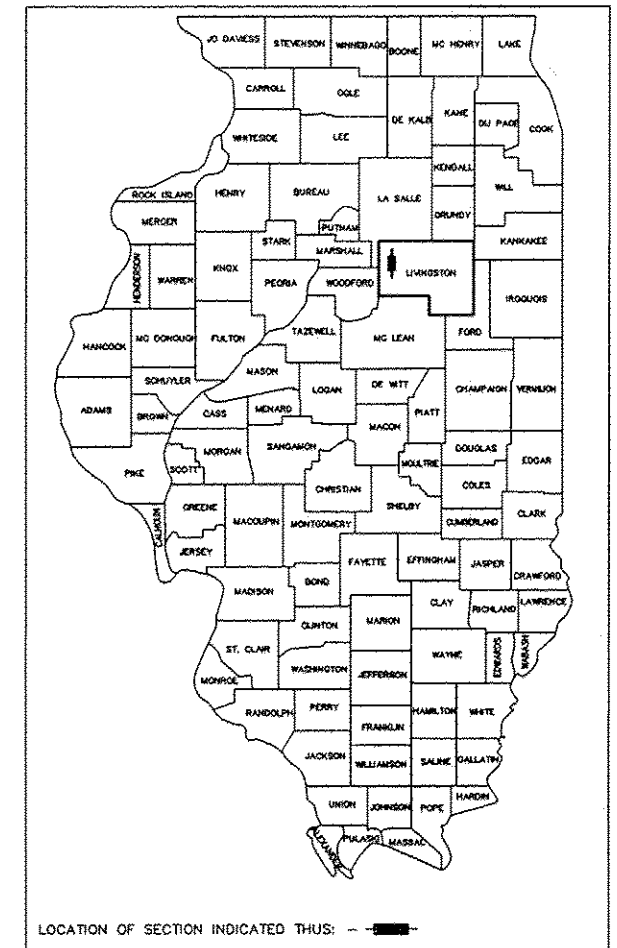 JO DAVIESS
STEVENSON
WINNEBAGO
BOONE
MC HENRY
LAKE
CARROLL
OGLE
DE KALB
KANE
DU PAGE
COOK
WHITESIDE
LEE
KENDALL
WILL
ROCK ISLAND
HENRY
BUREAU
LA SALLE
GRUNDY
MERCER
PUTNAM
STARK
MARSHALL
KANKAKEE
HENDERSON
WARREN
KNOX
PEORIA
WOODFORD
LIVINGSTON
IROQUOIS
HANCOCK
MC DONOUGH
FULTON
TAZEWELL
MC LEAN
FORD
MASON
SCHUYLER
LOGAN
DE WITT
CHAMPAIGN
VERMILION
ADAMS
BROWN
CASS
MENARD
PIATT
MACON
MORGAN
SANGAMON
DOUGLAS
EDGAR
PIKE
SCOTT
MOULTRIE
COLES
CHRISTIAN
SHELBY
GREENE
MACOUPIN
MONTGOMERY
CUMBERLAND
CLARK
CALHOUN
JERSEY
FAYETTE
EFFINGHAM
JASPER
CRAWFORD
MADISON
BOND
CLAY
RICHLAND
LAWRENCE
CLINTON
MARION
ST. CLAIR
WAYNE
EDWARDS
WABASH
WASHINGTON
JEFFERSON
MONROE
RANDOLPH
PERRY
HAMILTON
WHITE
FRANKLIN
JACKSON
WILLIAMSON
SALINE
GALLATIN
UNION
JOHNSON
POPE
HARDIN
ALEXANDER
PULASKI
MASSAC
LOCATION OF SECTION INDICATED THUS: